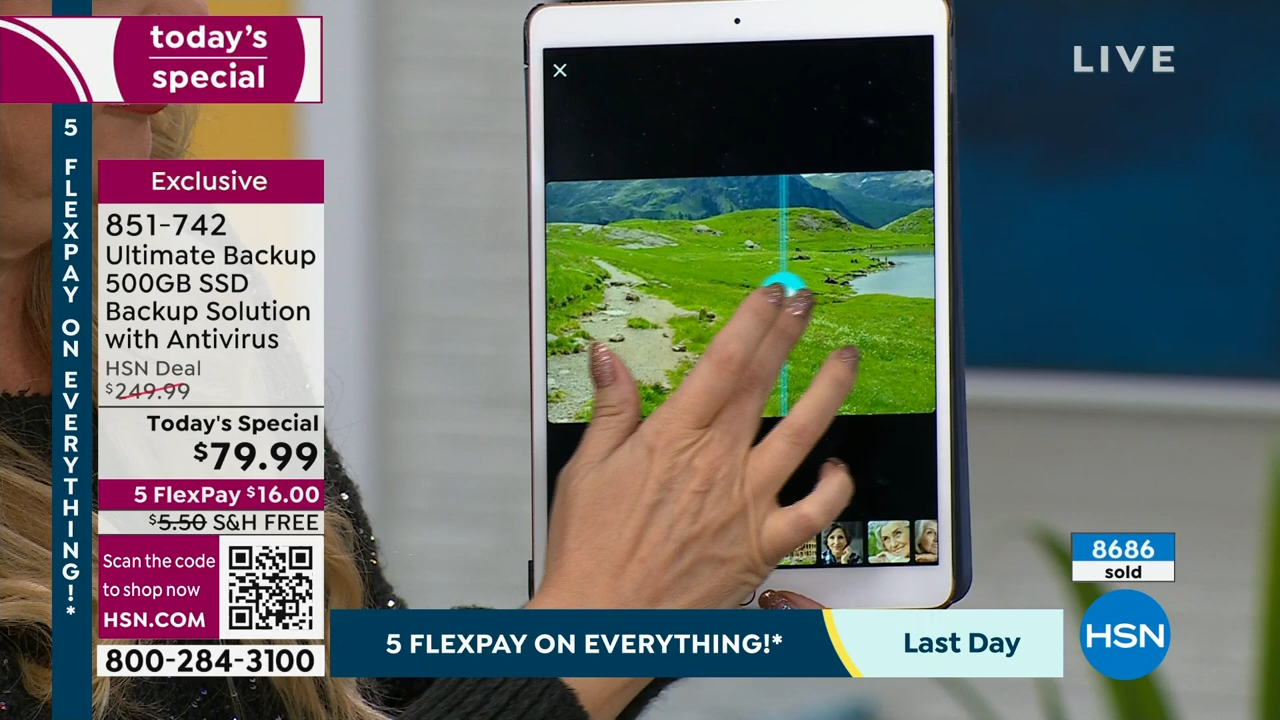 today's
special
5 FLEXPAY ON EVERYTHING!*
Exclusive
851-742
Ultimate Backup
500GB SSD
Backup Solution
with Antivirus
HSN Deal
$249.99
Today's Special
$79.99
5 FlexPay $16.00
$5.50 S&H FREE
Scan the code
to shop now
HSN.COM
800-284-3100
LIVE
8686
sold
HSN
5 FLEXPAY ON EVERYTHING!*
Last Day